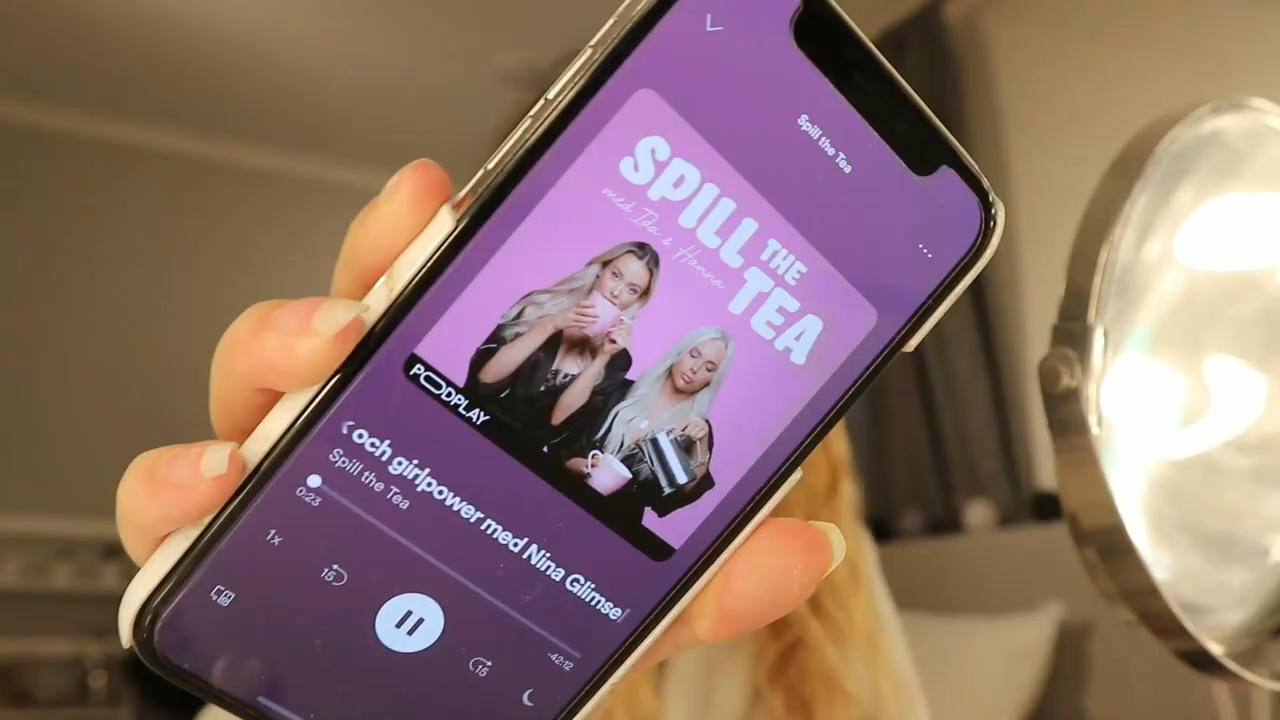 Spill the Tea
SPILL THE
TEA
med Ida & Hanna
PODPLAY
och girlpower med Nina Glimse
Spill the Tea
0:23
-42:12
1x
15
15